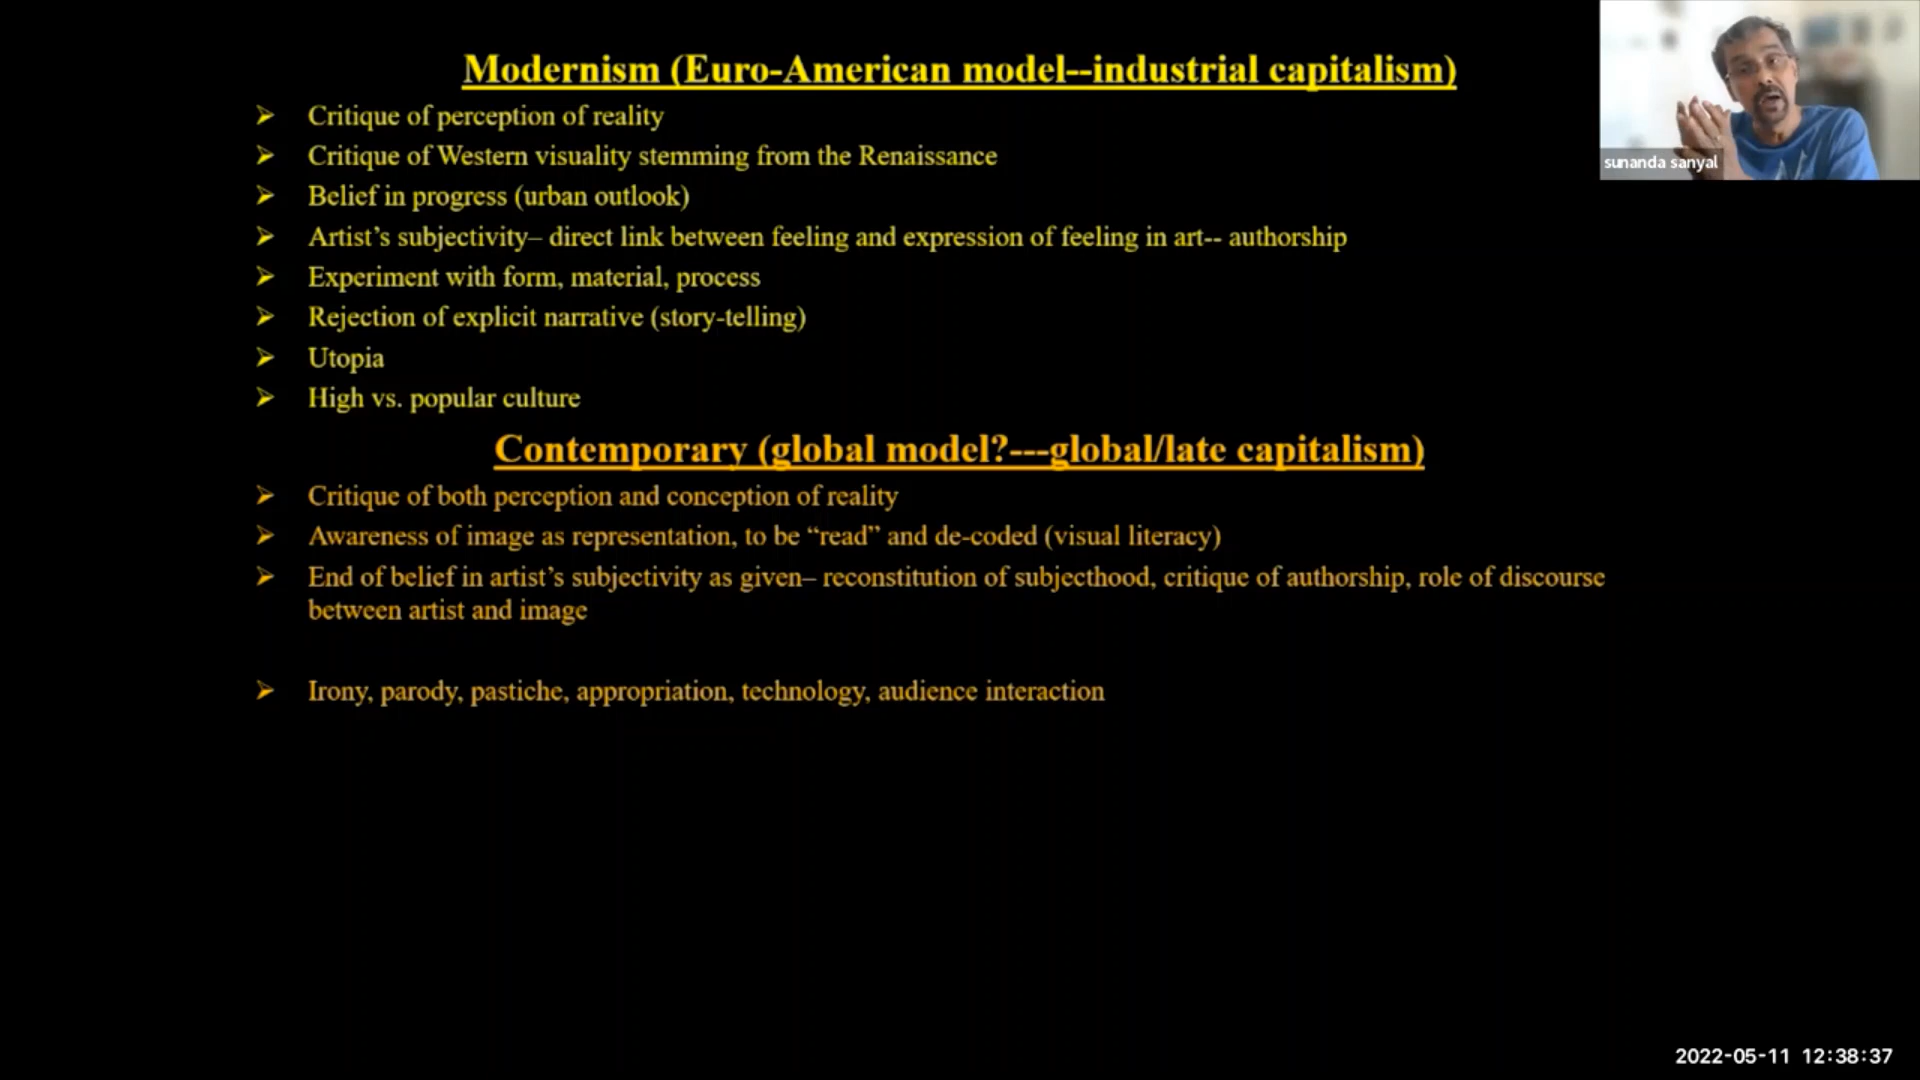 Modernism (Euro-American model--industrial capitalism)
➢ Critique of perception of reality
➢ Critique of Western visuality stemming from the Renaissance
➢ Belief in progress (urban outlook)
➢ Artist’s subjectivity– direct link between feeling and expression of feeling in art-- authorship
➢ Experiment with form, material, process
➢ Rejection of explicit narrative (story-telling)
➢ Utopia
➢ High vs. popular culture
Contemporary (global model?---global/late capitalism)
➢ Critique of both perception and conception of reality
➢ Awareness of image as representation, to be “read” and de-coded (visual literacy)
➢ End of belief in artist’s subjectivity as given– reconstitution of subjecthood, critique of authorship, role of discourse
between artist and image
➢ Irony, parody, pastiche, appropriation, technology, audience interaction
sunanda sanyal
2022-05-11 12:38:37